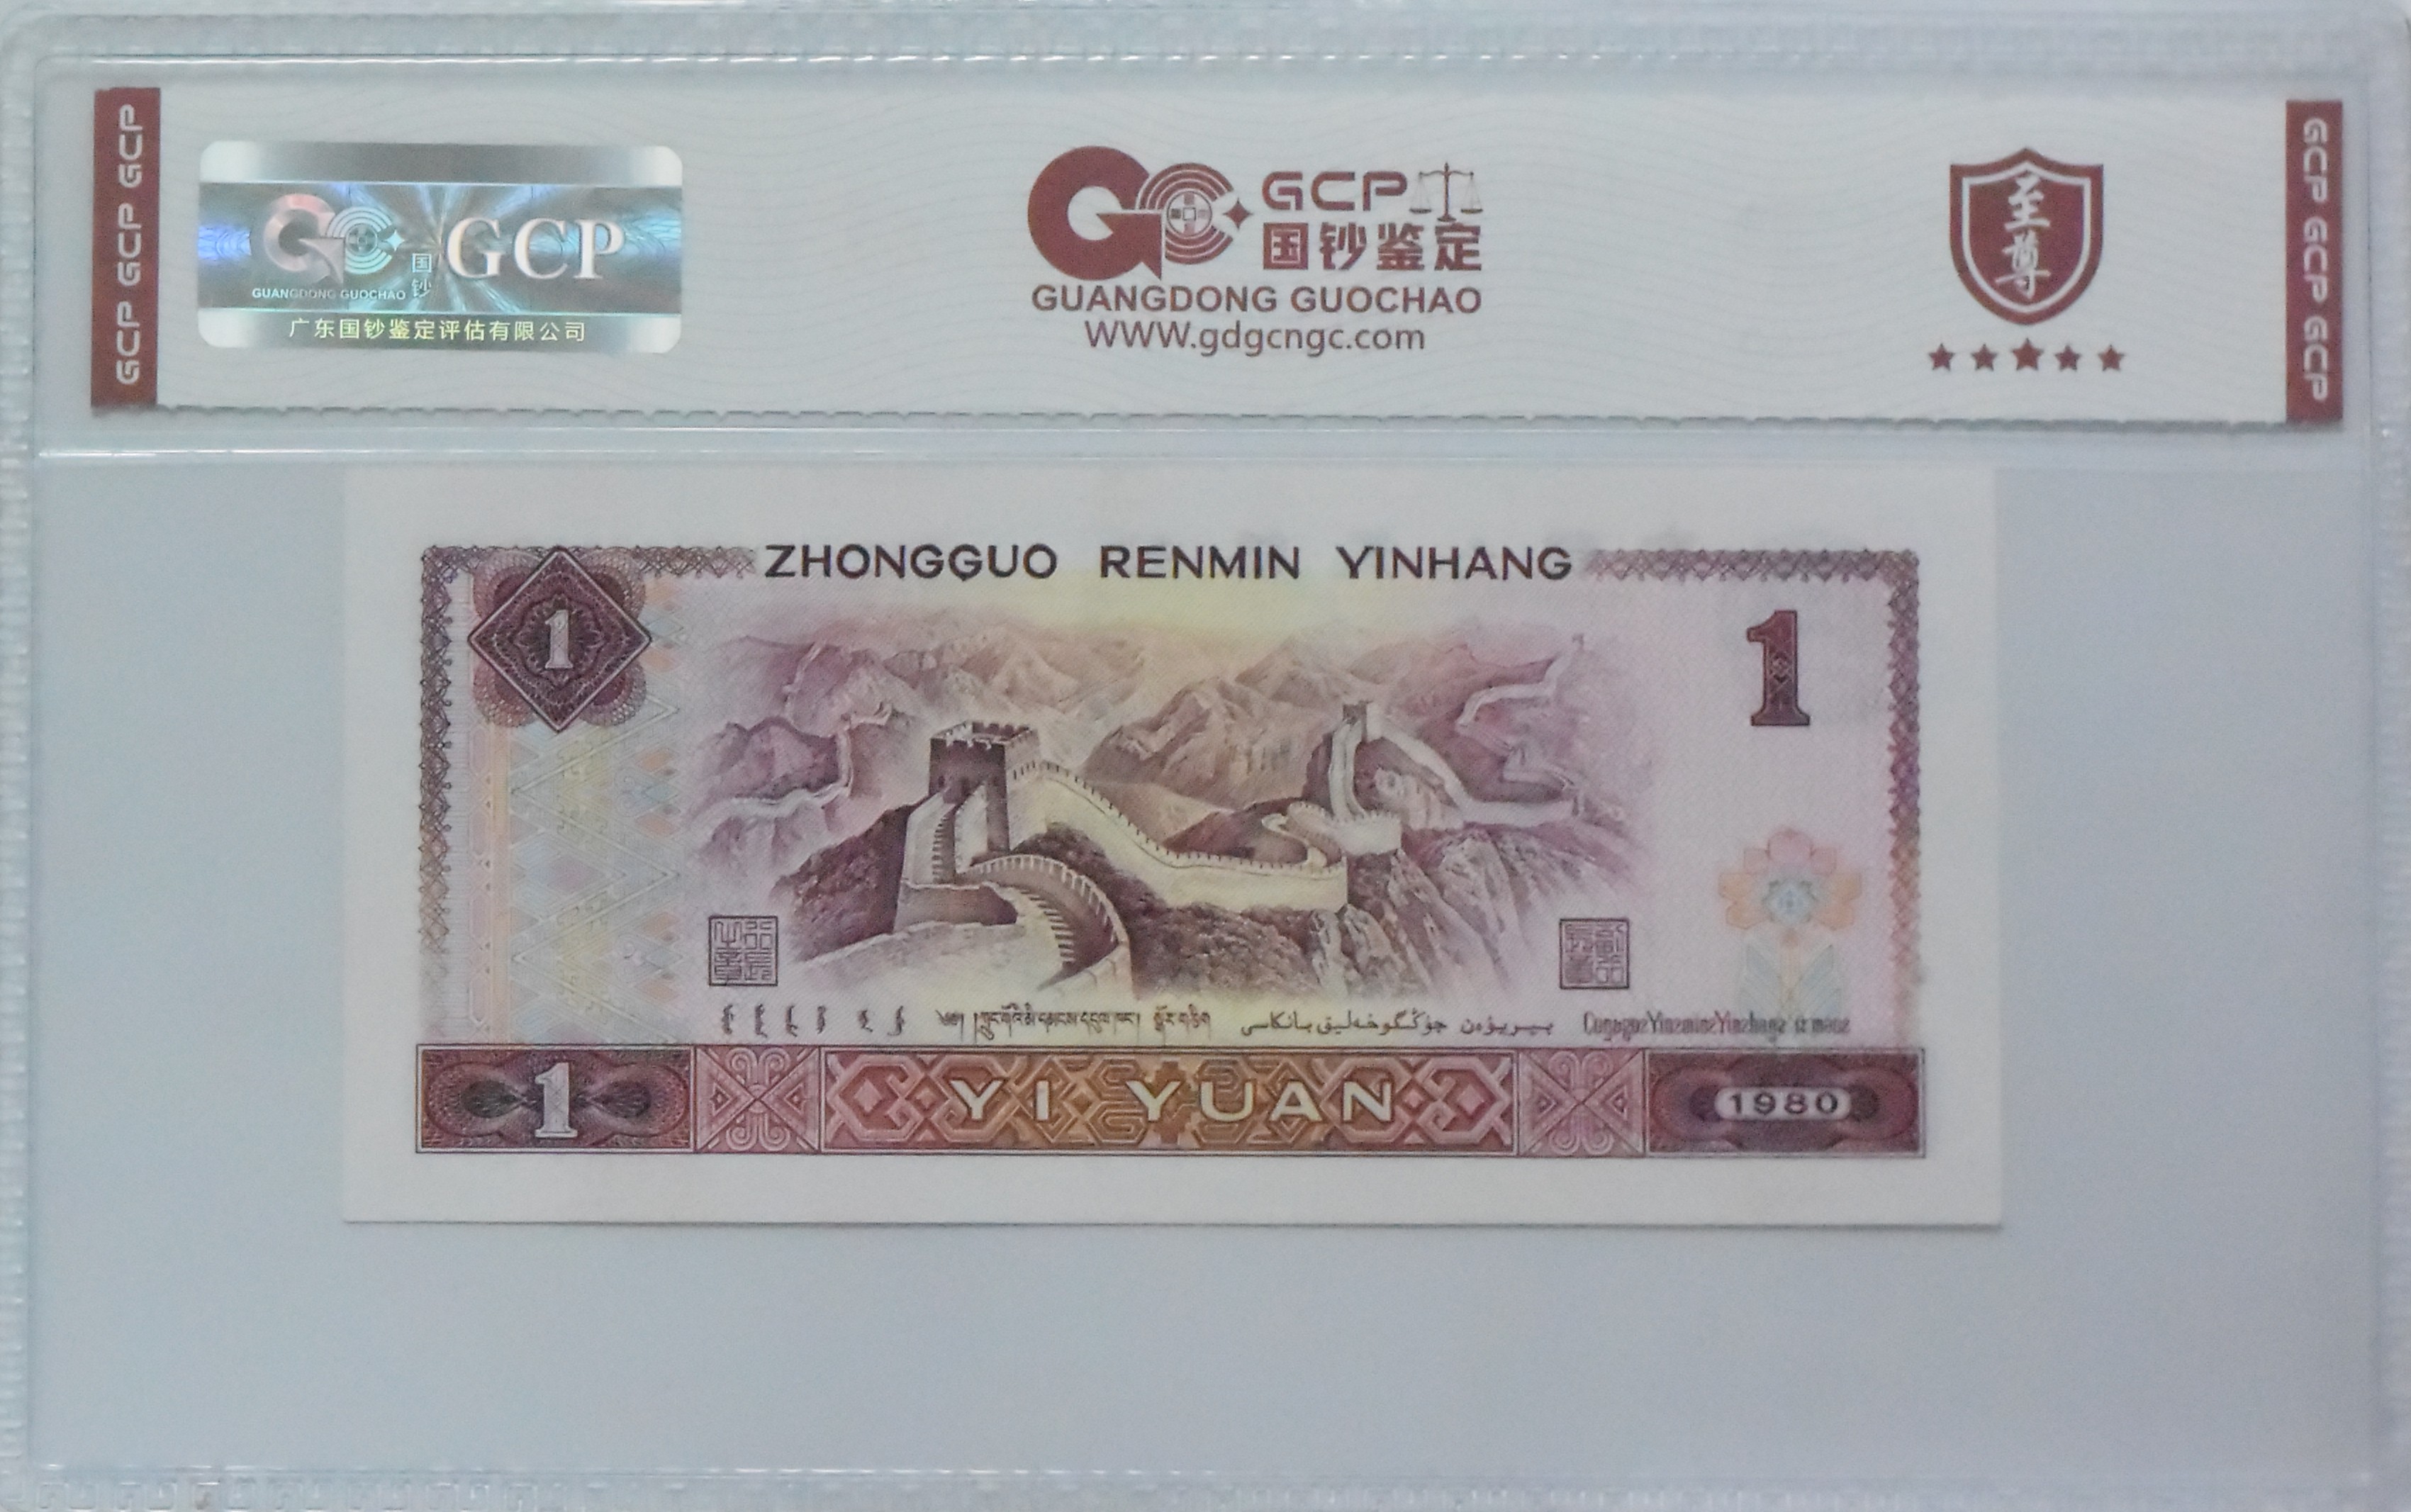 GCP GCP GCP
GCP
国
钞
GUANGDONG GUOCHAO
广东国钞鉴定评估有限公司
GCP
国钞鉴定
GUANGDONG GUOCHAO
WWW.gdgcngc.com
至
尊
GCP GCP GCP
ZHONGGUO RENMIN YINHANG
1
1
1
YI YUAN
1980